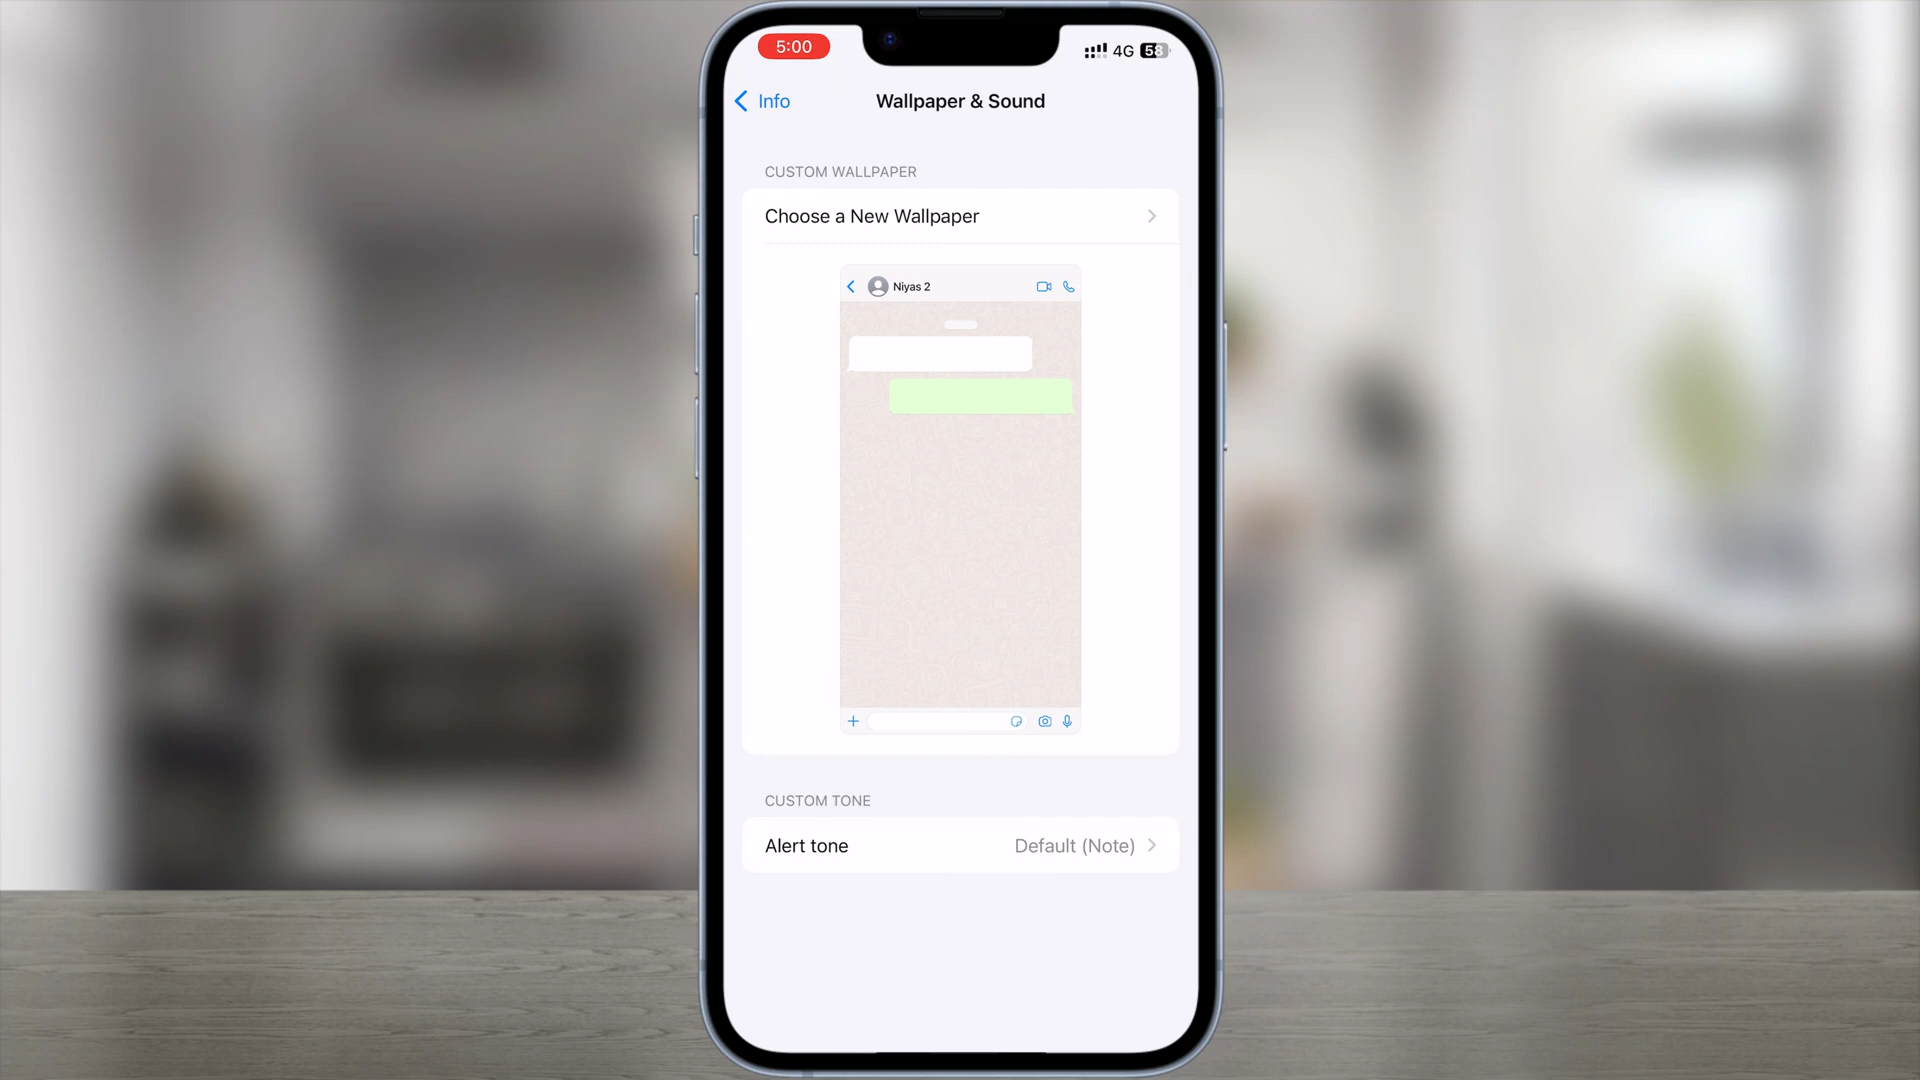 5:00
4G 58
Info
Wallpaper & Sound
CUSTOM WALLPAPER
Choose a New Wallpaper
Niyas 2
CUSTOM TONE
Alert tone
Default (Note)